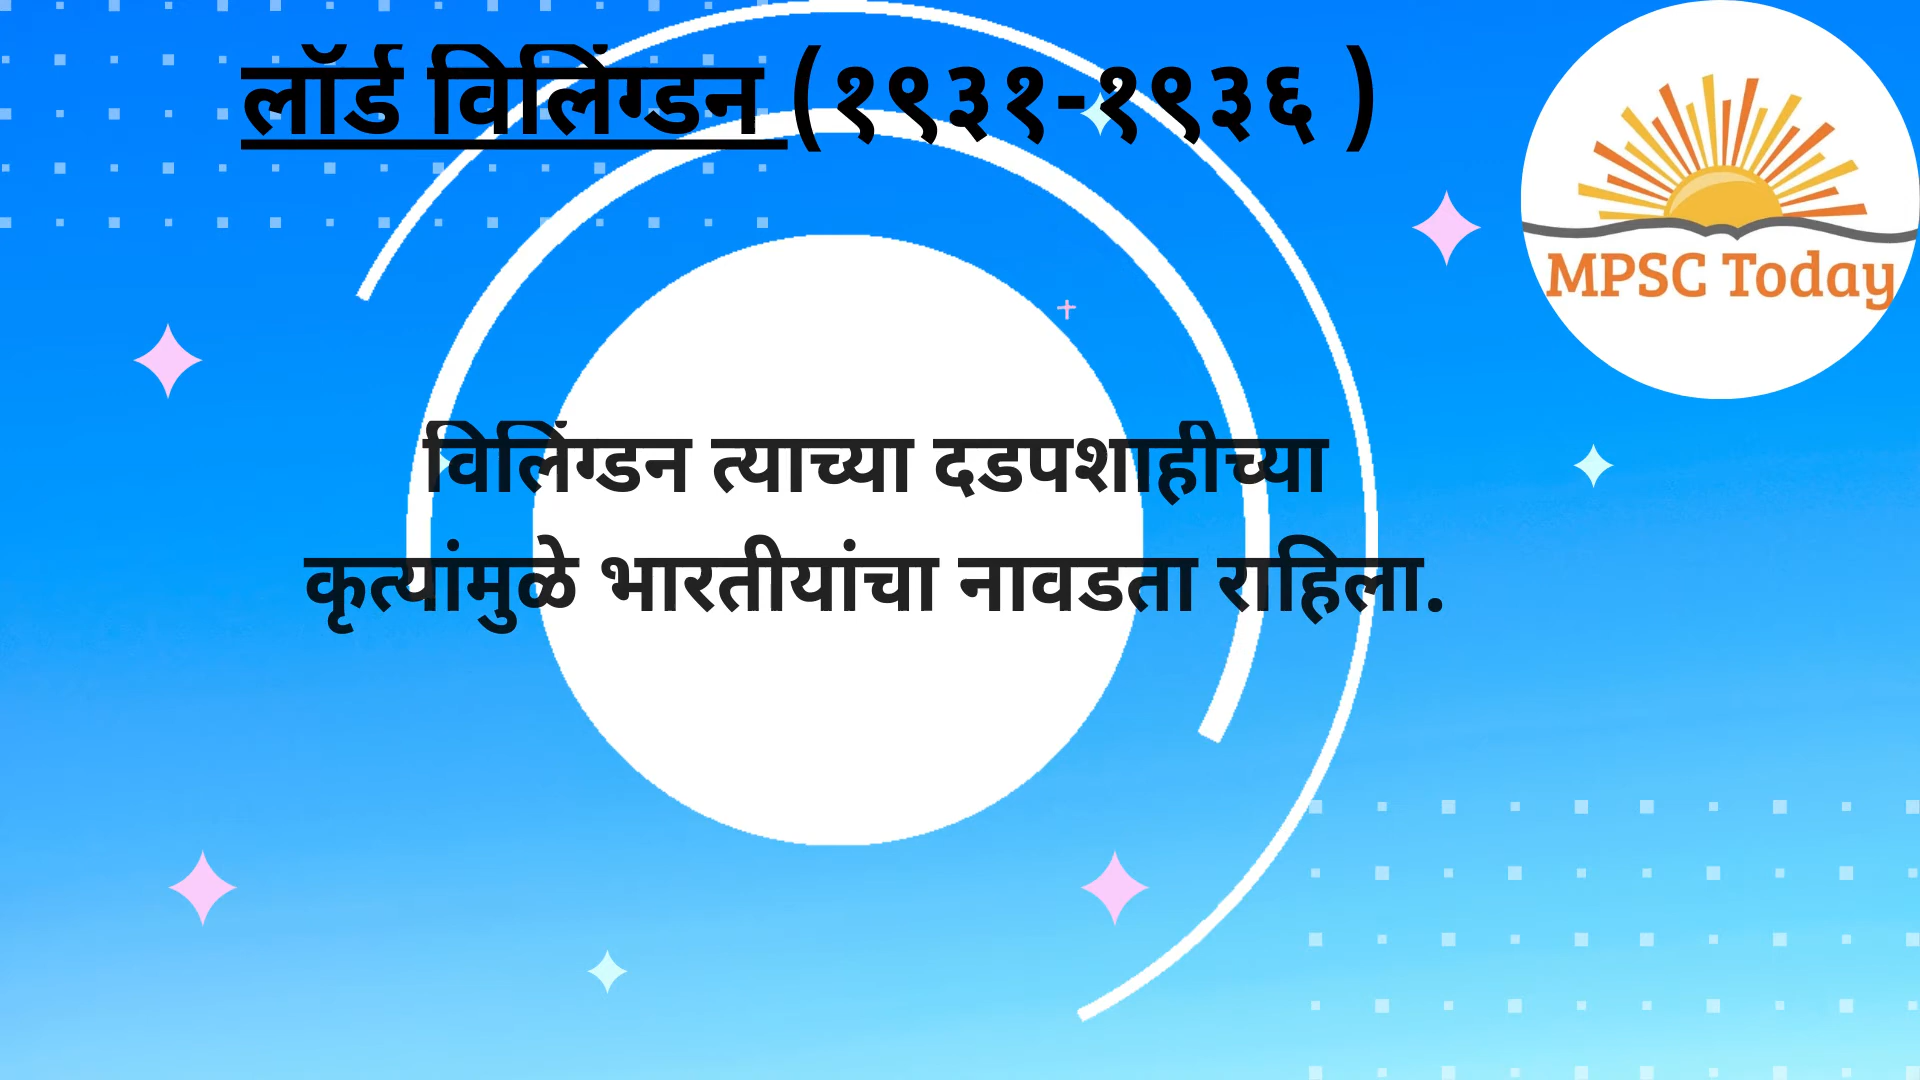 लॉर्ड विलिंग्डन (१९३१-१९३६ )
MPSC Today
विलिंग्डन त्याच्या दडपशाहीच्या
कृत्यांमुळे भारतीयांचा नावडता राहिला.